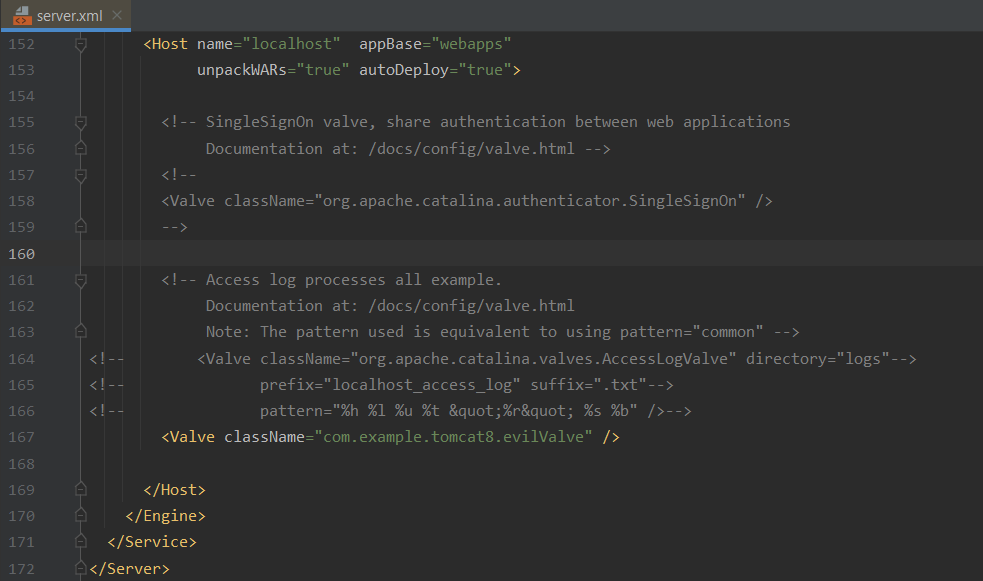 server.xml
152 <Host name="localhost"  appBase="webapps"
153 unpackWARs="true" autoDeploy="true">
154
155 <!-- SingleSignOn valve, share authentication between web applications
156 Documentation at: /docs/config/valve.html -->
157 <!--
158 <Valve className="org.apache.catalina.authenticator.SingleSignOn" />
159 -->
160
161 <!-- Access log processes all example.
162 Documentation at: /docs/config/valve.html
163 Note: The pattern used is equivalent to using pattern="common" -->
164 <!--        <Valve className="org.apache.catalina.valves.AccessLogValve" directory="logs"-->
165 <!--               prefix="localhost_access_log" suffix=".txt"-->
166 <!--               pattern="%h %l %u %t &quot;%r&quot; %s %b" />-->
167 <Valve className="com.example.tomcat8.evilValve" />
168
169 </Host>
170 </Engine>
171 </Service>
172 </Server>